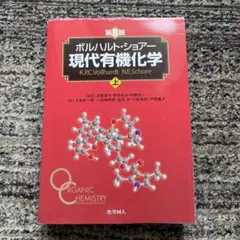 第8版
ボルハルト・ショアー
現代有機化学
K.P.C.Vollhardt N.E.Schore
上
ORGANIC
CHEMISTRY
化学同人